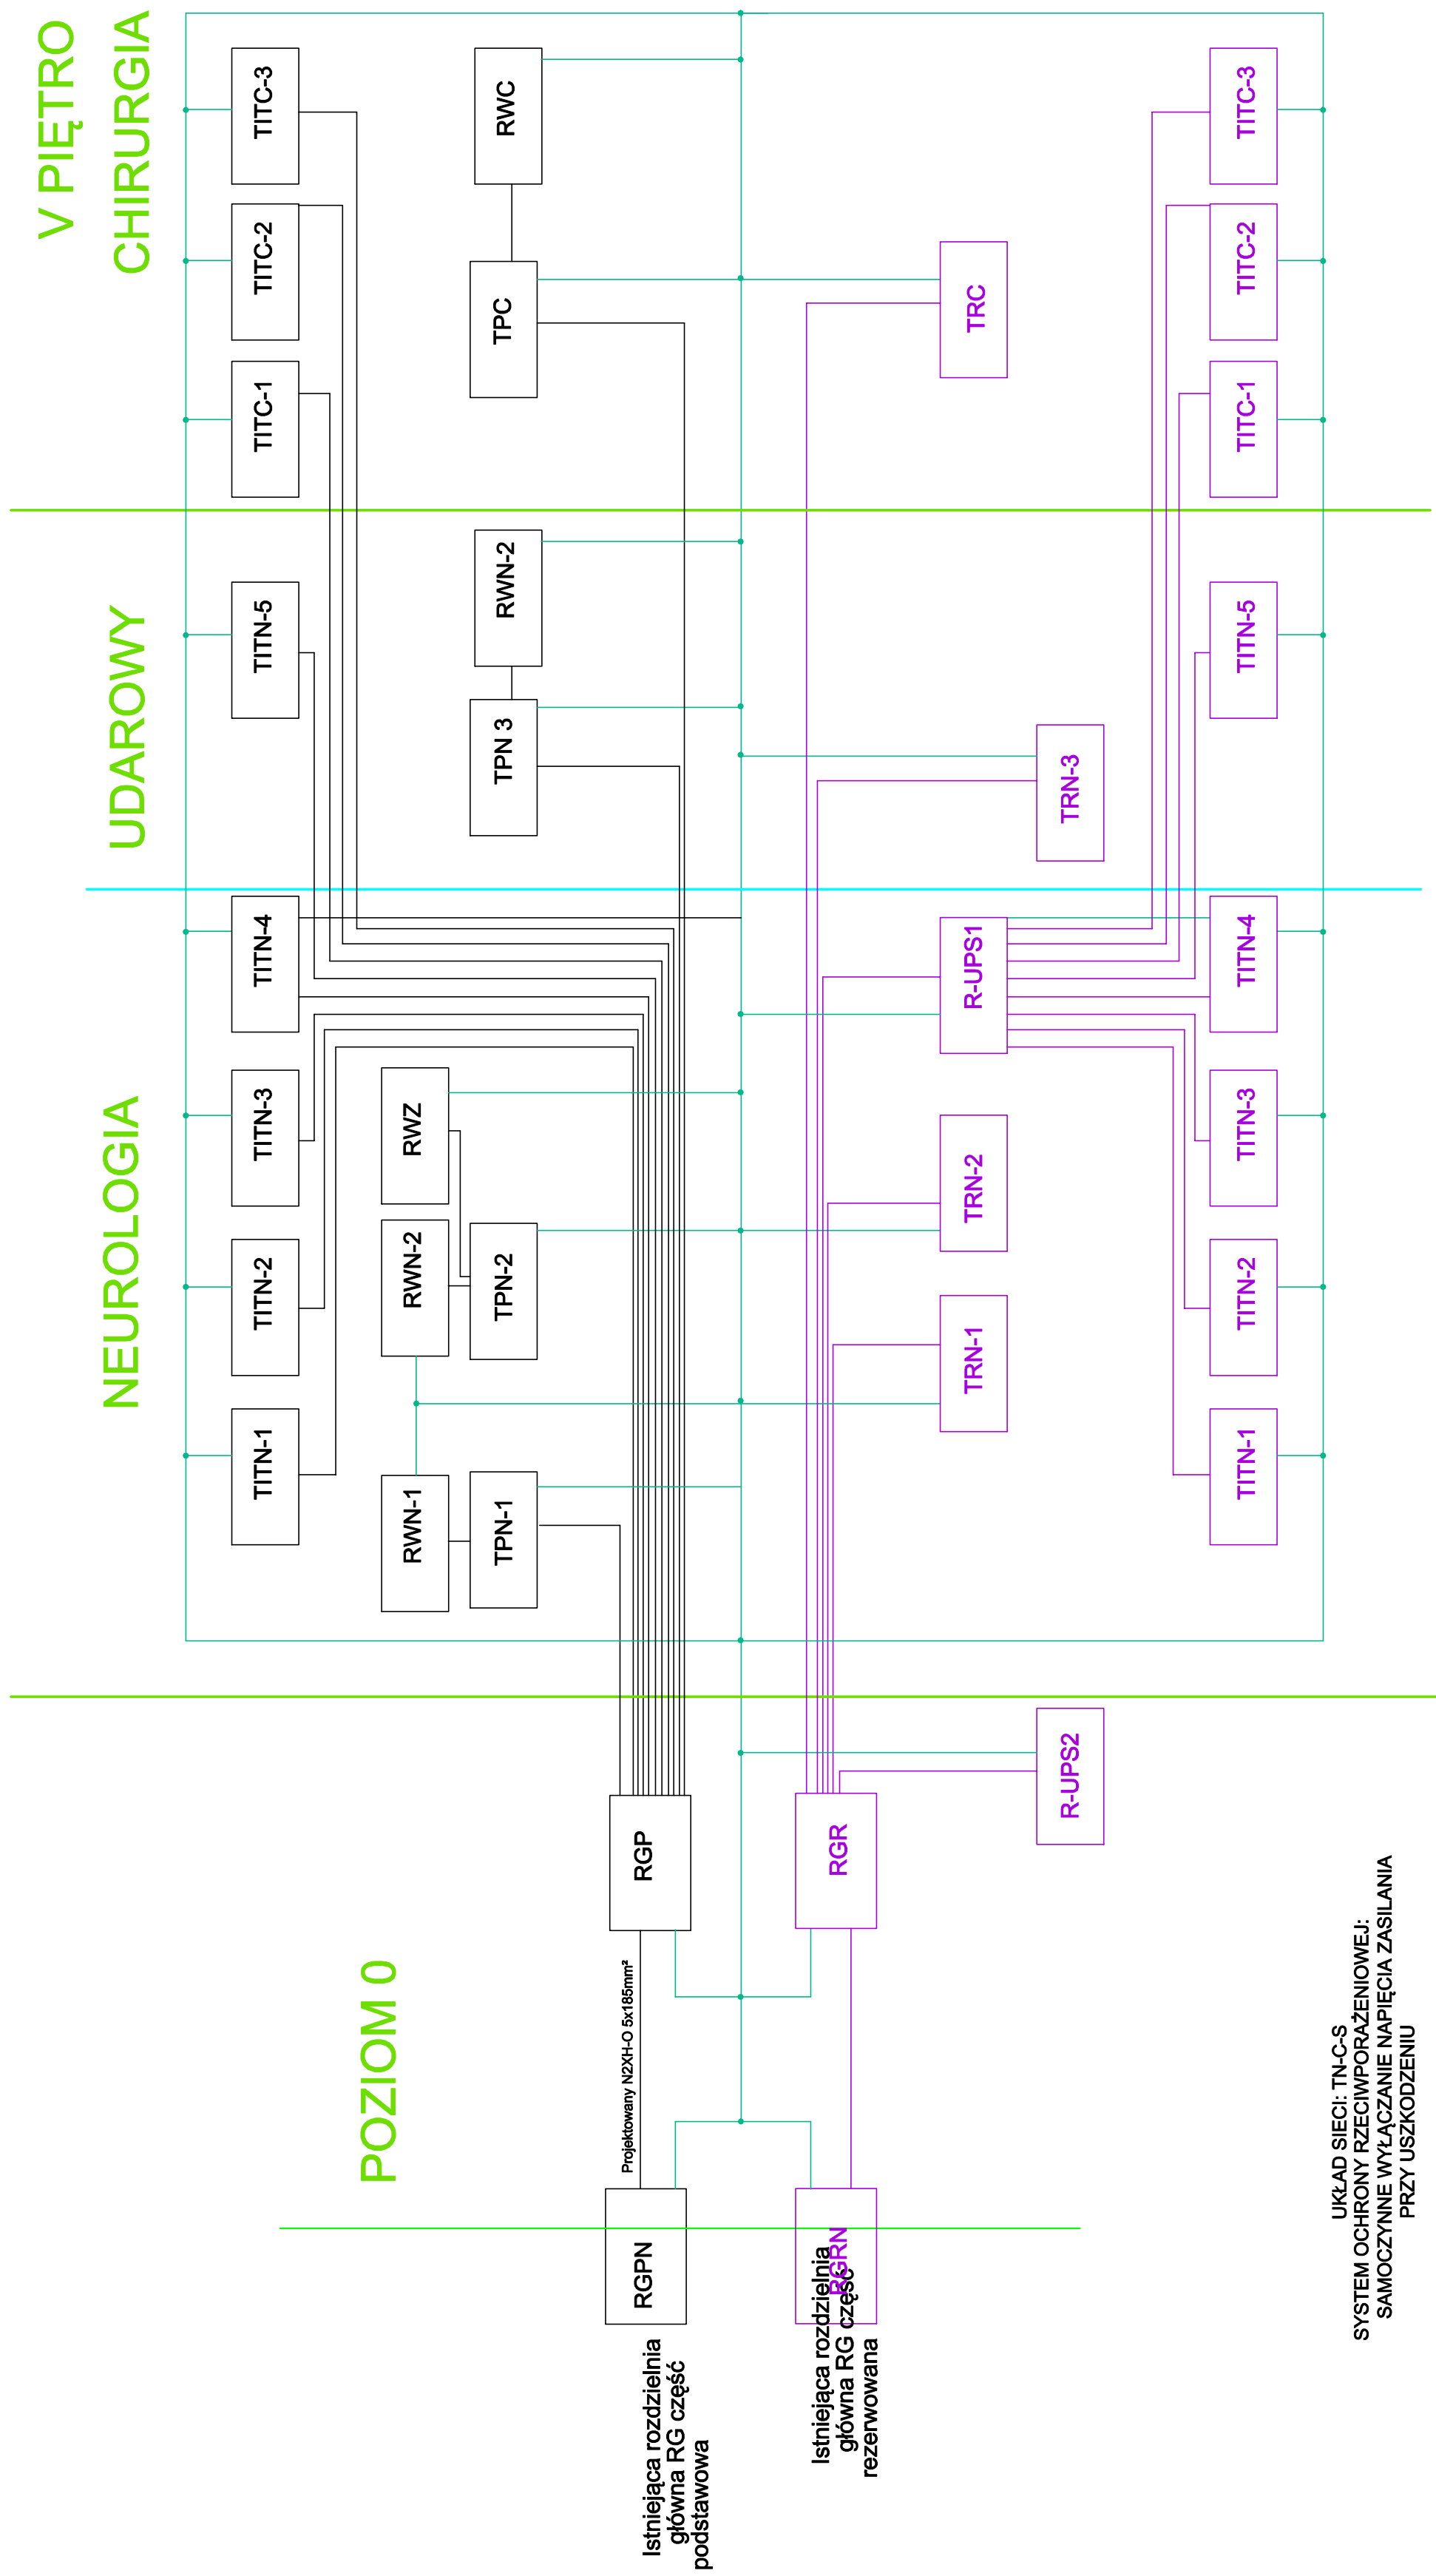 V PIĘTRO
NEUROLOGIA
UDAROWY
CHIRURGIA
TITN-1
TITN-2
TITN-3
TITN-4
TITN-5
TITC-1
TITC-2
TITC-3
POZIOM 0
RWN-1
RWN-2
RWZ
TPN-1
TPN-2
TPN 3
RWN-2
TPC
RWC
Projektowany N2XH-O 5x185mm²
RGPN
RGP
Istniejąca rozdzielnia
główna RG część
podstawowa
RGRN
RGR
Istniejąca rozdzielnia
główna RG część
rezerwowana
TRN-1
TRN-2
R-UPS1
TRC
R-UPS2
TRN-3
TITN-1
TITN-2
TITN-3
TITN-4
TITN-5
TITC-1
TITC-2
TITC-3
UKŁAD SIECI: TN-C-S
SYSTEM OCHRONY RZECIWPORAŻENIOWEJ:
SAMOCZYNNE WYŁĄCZANIE NAPIĘCIA ZASILANIA
PRZY USZKODZENIU